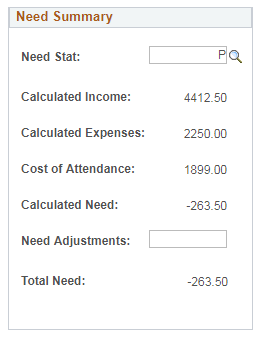 Need Summary
Need Stat: P
Calculated Income: 4412.50
Calculated Expenses: 2250.00
Cost of Attendance: 1899.00
Calculated Need: -263.50
Need Adjustments:
Total Need: -263.50